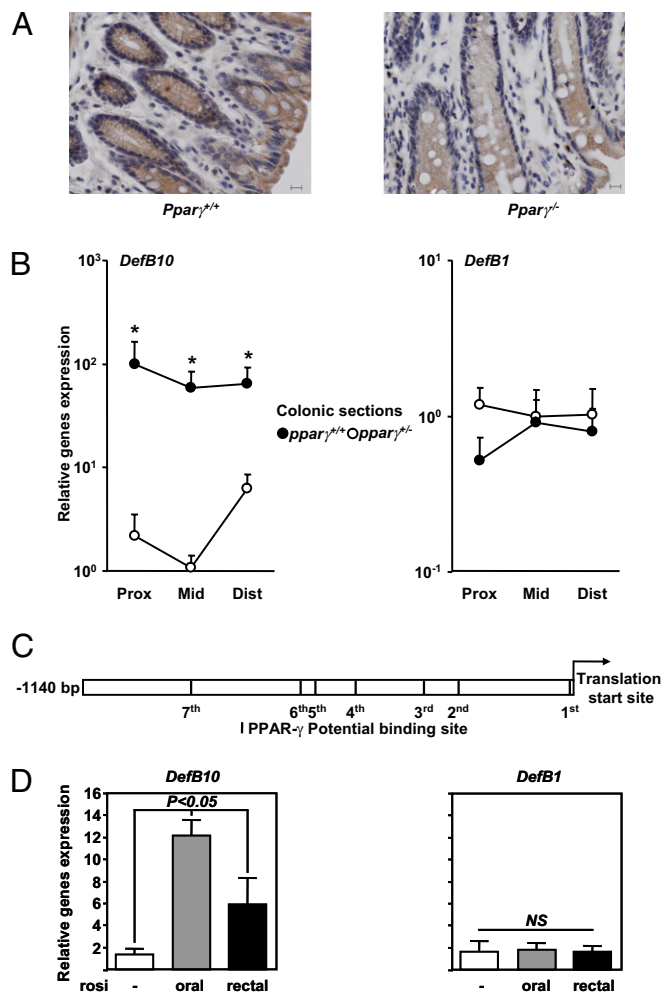 A
Pparγ+/+
Pparγ/-
B
DefB10
DefB1
Relative genes expression
10³
10²
10¹
10⁰
10¹
10⁰
10-¹
*
*
*
Colonic sections
●pparγ+/+ ○pparγ+/-
Prox Mid Dist
Prox Mid Dist
C
-1140 bp
Translation
start site
7th 6th 5th 4th 3rd 2nd 1st
I PPAR-γ Potential binding site
D
DefB10
DefB1
Relative genes expression
16
14
12
10
8
6
4
2
P<0.05
NS
rosi - oral rectal
- oral rectal